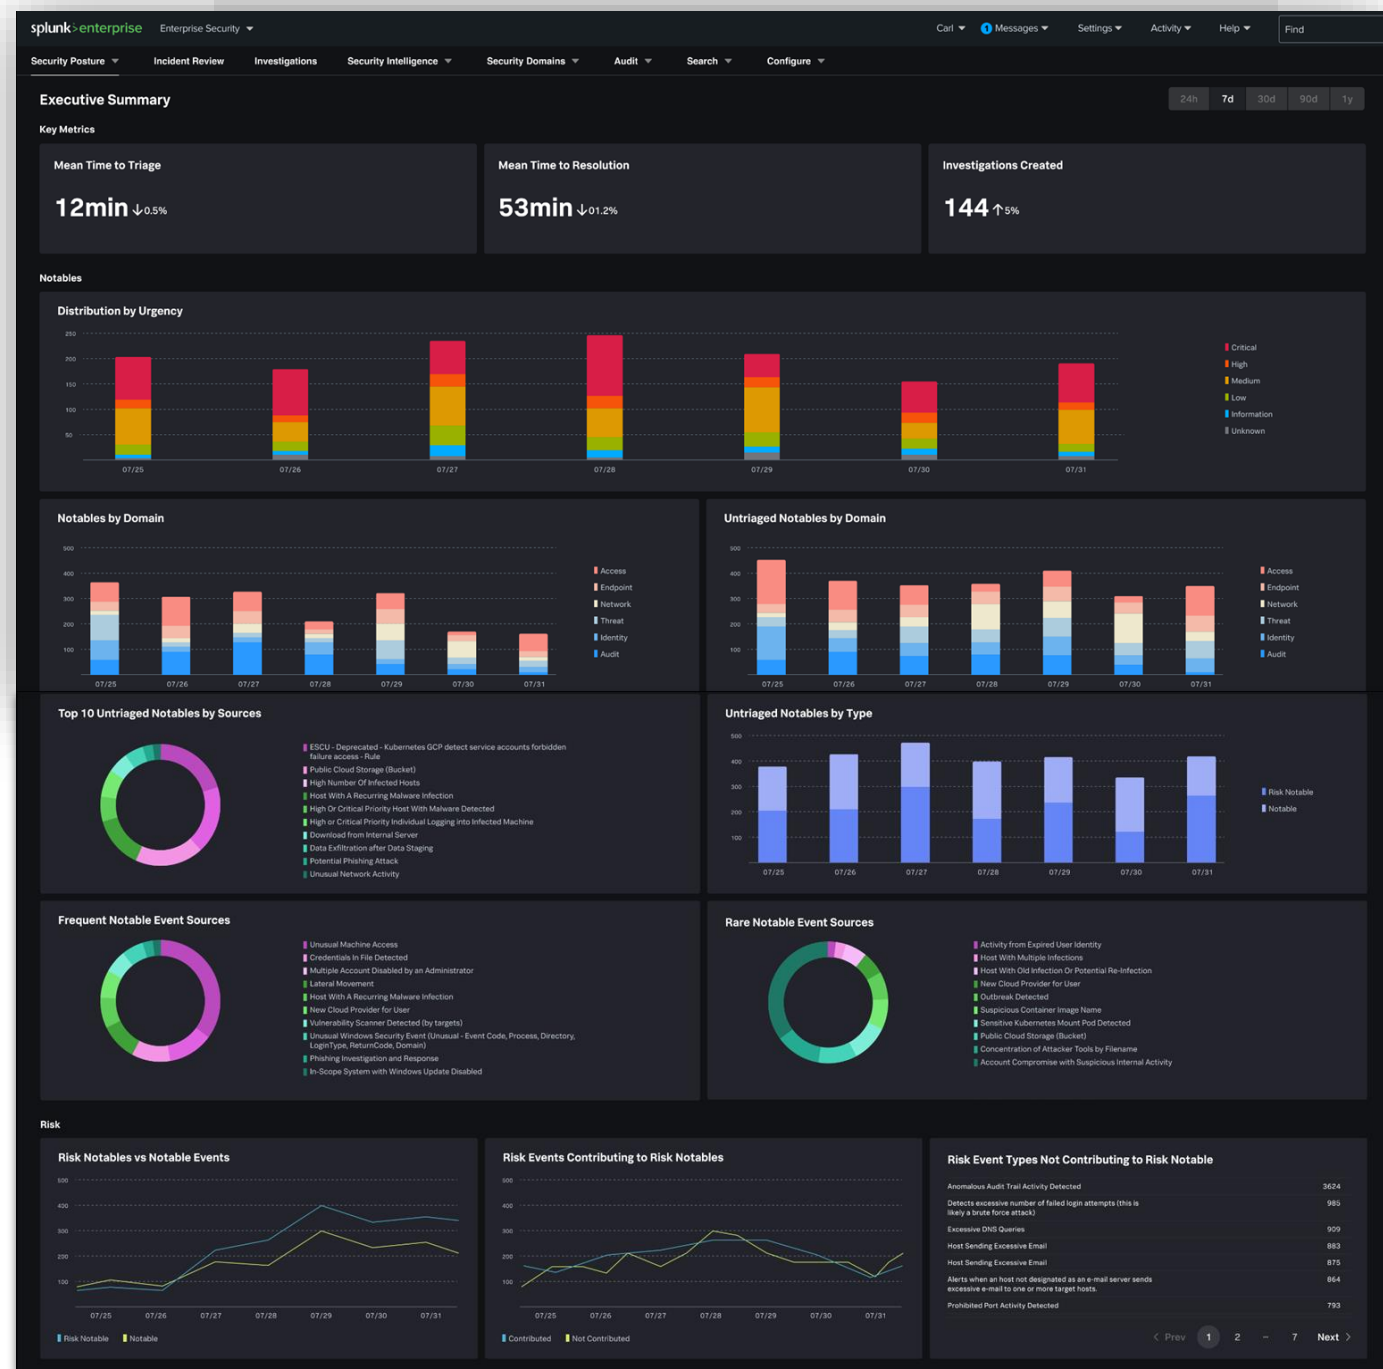 splunk>enterprise Enterprise Security Carl 1 Messages Settings Activity Help Find
Security Posture Incident Review Investigations Security Intelligence Security Domains Audit Search Configure
Executive Summary
24h 7d 30d 90d 1y
Key Metrics
Mean Time to Triage
12min ↓0.5%
Mean Time to Resolution
53min ↓01.2%
Investigations Created
144 ↑5%
Notables
Distribution by Urgency
250
200
150
100
50
07/25 07/26 07/27 07/28 07/29 07/30 07/31
Critical
High
Medium
Low
Information
Unknown
Notables by Domain
500
400
300
200
100
07/25 07/26 07/27 07/28 07/29 07/30 07/31
Access
Endpoint
Network
Threat
Identity
Audit
Untriaged Notables by Domain
500
400
300
200
100
07/25 07/26 07/27 07/28 07/29 07/30 07/31
Access
Endpoint
Network
Threat
Identity
Audit
Top 10 Untriaged Notables by Sources
ESCU - Deprecated - Kubernetes GCP detect service accounts forbidden
failure access - Rule
Public Cloud Storage (Bucket)
High Number Of Infected Hosts
Host With A Recurring Malware Infection
High Or Critical Priority Host With Malware Detected
High or Critical Priority Individual Logging into Infected Machine
Download from Internal Server
Data Exfiltration after Data Staging
Potential Phishing Attack
Unusual Network Activity
Untriaged Notables by Type
500
400
300
200
100
07/25 07/26 07/27 07/28 07/29 07/30 07/31
Risk Notable
Notable
Frequent Notable Event Sources
Unusual Machine Access
Credentials In File Detected
Multiple Account Disabled by an Administrator
Lateral Movement
Host With A Recurring Malware Infection
New Cloud Provider for User
Vulnerability Scanner Detected (by targets)
Unusual Windows Security Event (Unusual - Event Code, Process, Directory,
LoginType, ReturnCode, Domain)
Phishing Investigation and Response
In-Scope System with Windows Update Disabled
Rare Notable Event Sources
Activity from Expired User Identity
Host With Multiple Infections
Host With Old Infection Or Potential Re-Infection
New Cloud Provider for User
Outbreak Detected
Suspicious Container Image Name
Sensitive Kubernetes Mount Pod Detected
Public Cloud Storage (Bucket)
Concentration of Attacker Tools by Filename
Account Compromise with Suspicious Internal Activity
Risk
Risk Notables vs Notable Events
500
400
300
200
100
07/25 07/26 07/27 07/28 07/29 07/30 07/31
Risk Notable Notable
Risk Events Contributing to Risk Notables
500
400
300
200
100
07/25 07/26 07/27 07/28 07/29 07/30 07/31
Contributed Not Contributed
Risk Event Types Not Contributing to Risk Notable
Anomalous Audit Trail Activity Detected 3624
Detects excessive number of failed login attempts (this is 985
likely a brute force attack)
Excessive DNS Queries 909
Host Sending Excessive Email 883
Host Sending Excessive Email 875
Alerts when an host not designated as an e-mail server sends 864
excessive e-mail to one or more target hosts.
Prohibited Port Activity Detected 793
< Prev 1 2 – 7 Next >